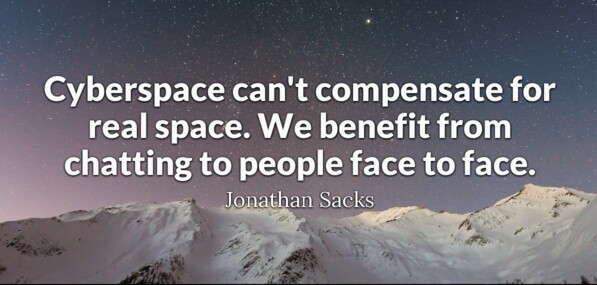 Cyberspace can't compensate for
real space. We benefit from
chatting to people face to face.
Jonathan Sacks